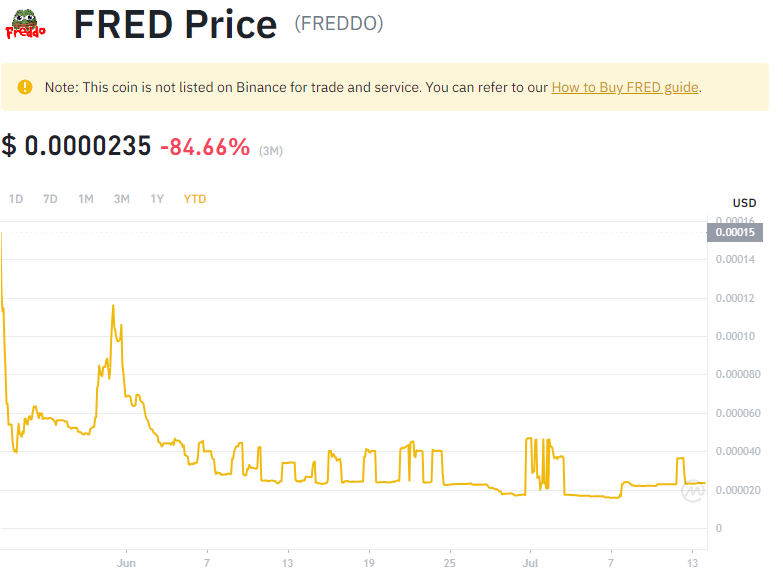 Freddo
FRED Price (FREDDO)
Note: This coin is not listed on Binance for trade and service. You can refer to our How to Buy FRED guide.
$ 0.0000235 -84.66% (3M)
1D 7D 1M 3M 1Y YTD
USD
0.00016
0.00015
0.00014
0.00012
0.00010
0.000080
0.000060
0.000040
0.000020
0
Jun 7 13 19 25 Jul 7 13